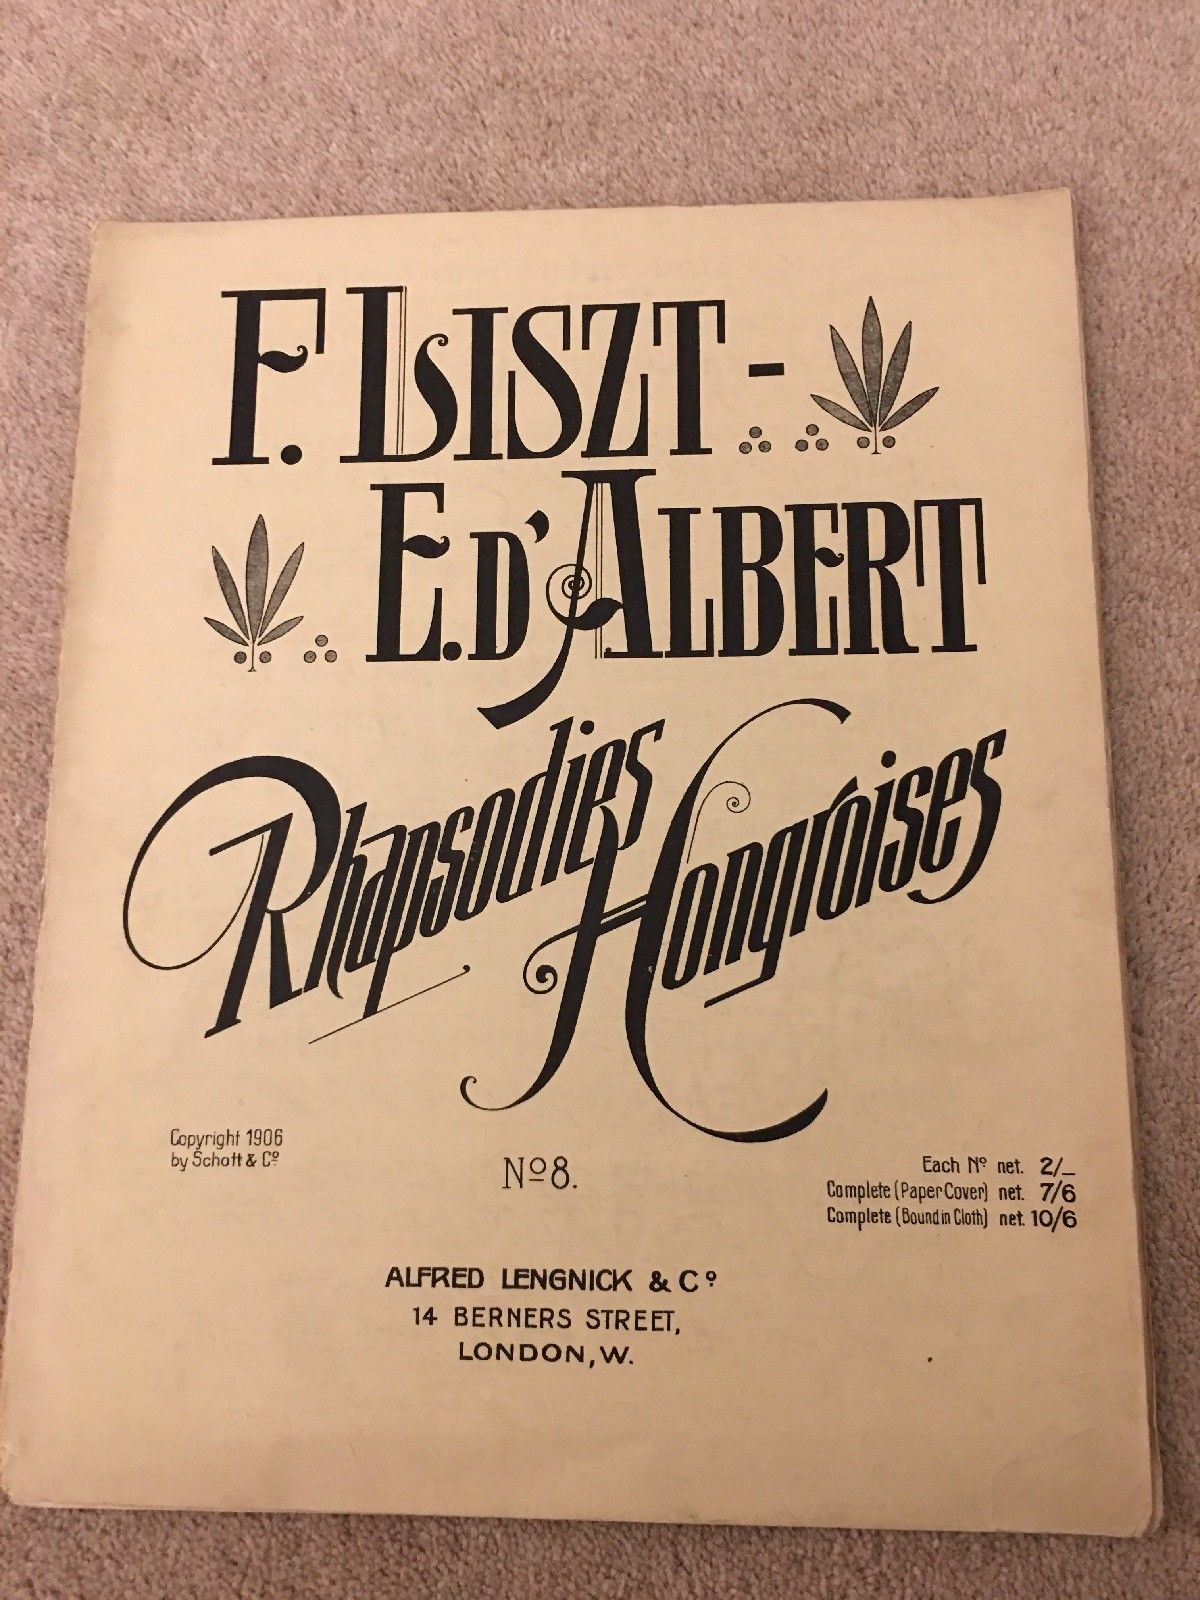 F. LISZT -
E. D'ALBERT
Rhapsodies Hongroises
Copyright 1906
by Schott & Cº
Nº 8.
Each Nº net. 2/_
Complete (Paper Cover) net. 7/6
Complete (Bound in Cloth) net. 10/6
ALFRED LENGNICK & Cº
14 BERNERS STREET,
LONDON, W.